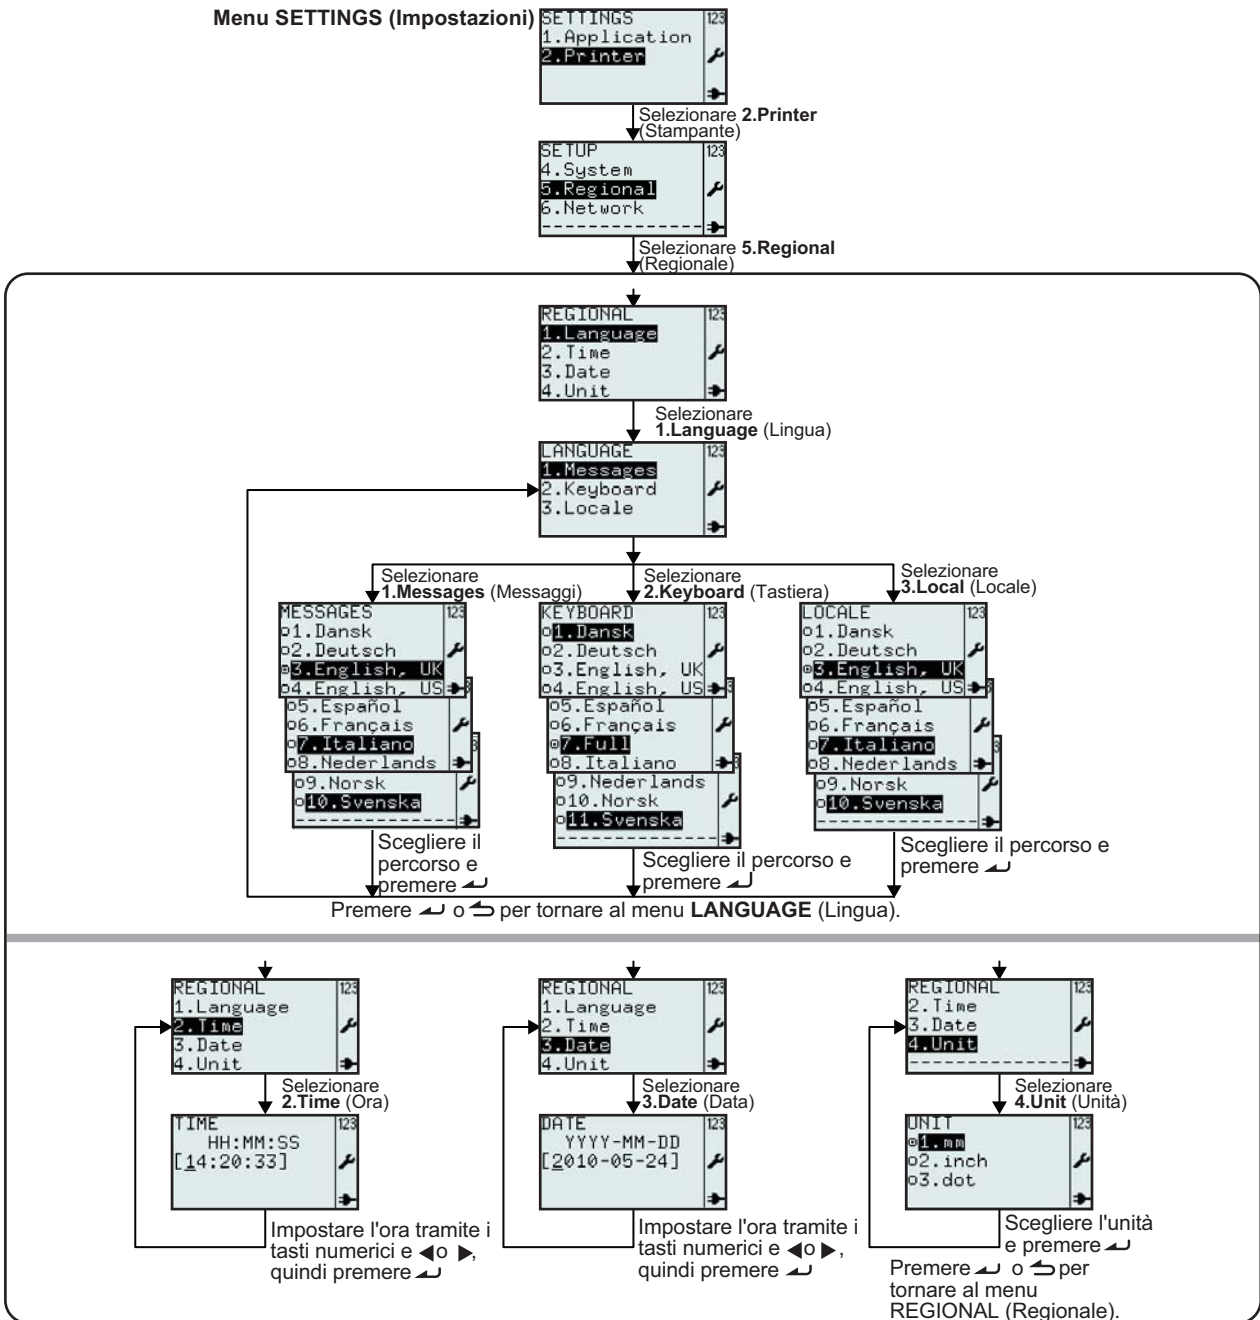 Menu SETTINGS (Impostazioni)
SETTINGS 123
1.Application
2.Printer
Selezionare 2.Printer
(Stampante)
SETUP 123
4.System
5.Regional
6.Network
Selezionare 5.Regional
(Regionale)
REGIONAL 123
1.Language
2.Time
3.Date
4.Unit
Selezionare
1.Language (Lingua)
LANGUAGE 123
1.Messages
2.Keyboard
3.Locale
Selezionare
1.Messages (Messaggi)
MESSAGES 123
1.Dansk
2.Deutsch
3.English, UK
4.English, US
5.Español
6.Français
7.Italiano
8.Nederlands
9.Norsk
10.Svenska
Scegliere il
percorso e
premere
Selezionare
2.Keyboard (Tastiera)
KEYBOARD 123
1.Dansk
2.Deutsch
3.English, UK
4.English, US
5.Español
6.Français
7.Full
8.Italiano
9.Nederlands
10.Norsk
11.Svenska
Scegliere il percorso e
premere
Selezionare
3.Local (Locale)
LOCALE 123
1.Dansk
2.Deutsch
3.English, UK
4.English, US
5.Español
6.Français
7.Italiano
8.Nederlands
9.Norsk
10.Svenska
Scegliere il percorso e
premere
Premere o per tornare al menu LANGUAGE (Lingua).
REGIONAL 123
1.Language
2.Time
3.Date
4.Unit
Selezionare
2.Time (Ora)
TIME 123
HH:MM:SS
[14:20:33]
Impostare l'ora tramite i
tasti numerici e ◀o ▶,
quindi premere
REGIONAL 123
1.Language
2.Time
3.Date
4.Unit
Selezionare
3.Date (Data)
DATE 123
YYYY-MM-DD
[2010-05-24]
Impostare l'ora tramite i
tasti numerici e ◀o ▶,
quindi premere
REGIONAL 123
2.Time
3.Date
4.Unit
Selezionare
4.Unit (Unità)
UNIT 123
1.mm
2.inch
3.dot
Scegliere l'unità
e premere
Premere o per
tornare al menu
REGIONAL (Regionale).